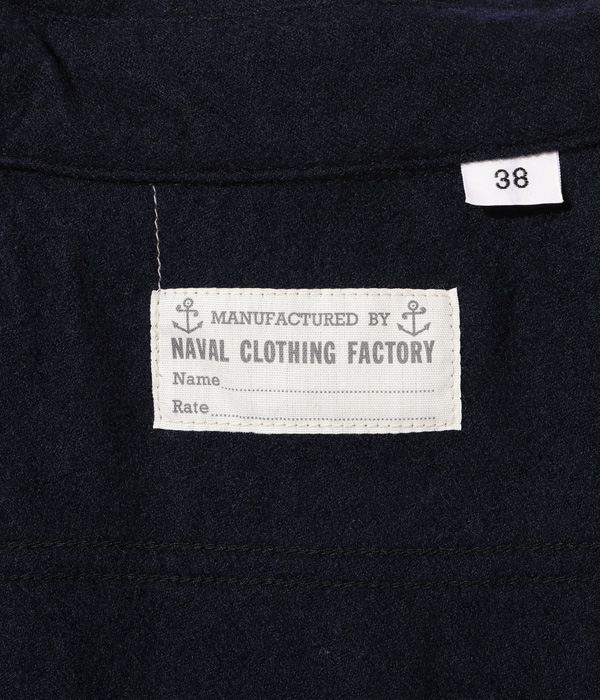 38
MANUFACTURED BY
NAVAL CLOTHING FACTORY
Name
Rate